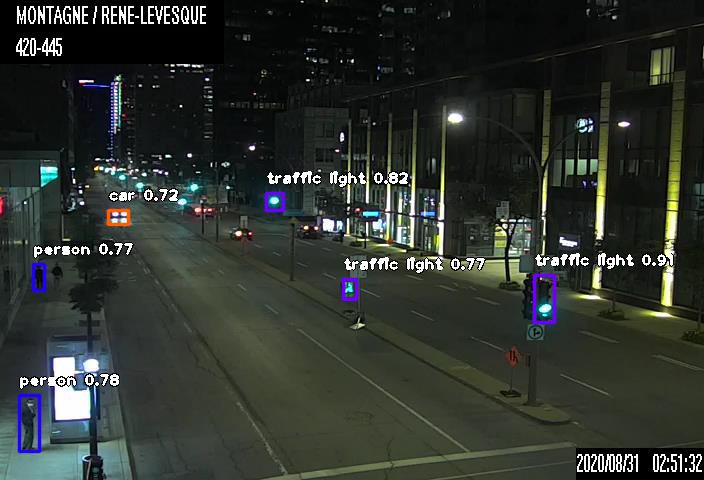 MONTAGNE / RENE-LEVESQUE
420-445
traffic light 0.82
car 0.72
person 0.77
traffic light 0.77
traffic light 0.91
person 0.78
2020/08/31 02:51:32